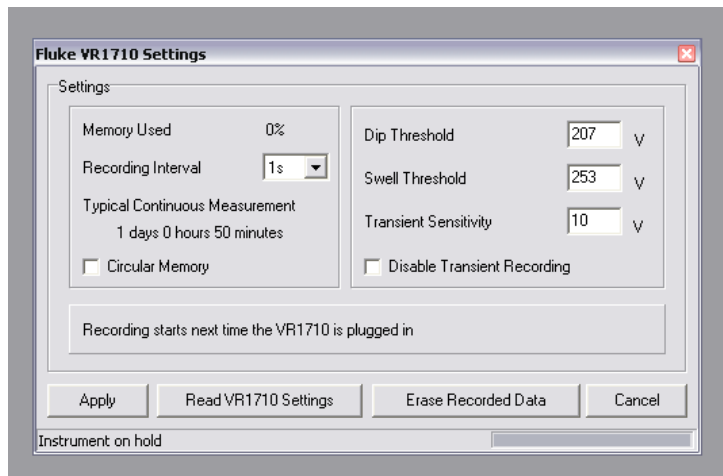 Fluke VR1710 Settings
Settings
Memory Used 0%
Recording Interval 1s
Typical Continuous Measurement
1 days 0 hours 50 minutes
Circular Memory
Dip Threshold 207 V
Swell Threshold 253 V
Transient Sensitivity 10 V
Disable Transient Recording
Recording starts next time the VR1710 is plugged in
Apply Read VR1710 Settings Erase Recorded Data Cancel
Instrument on hold